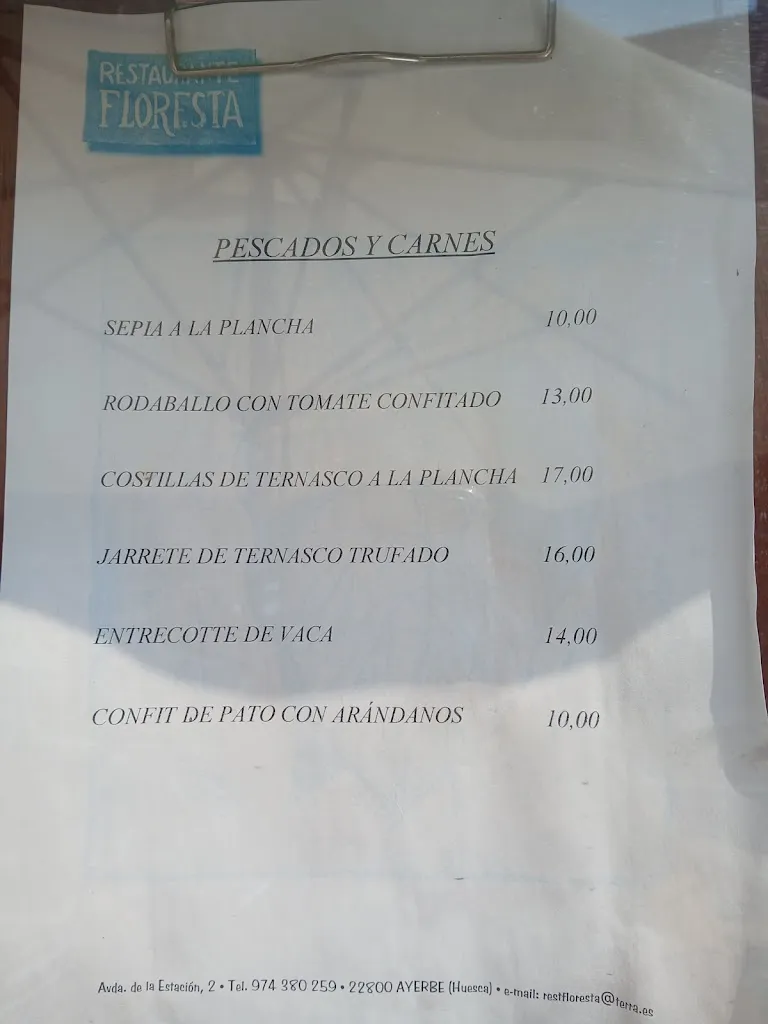 RESTAURANTE
FLORESTA
PESCADOS Y CARNES
SEPIA A LA PLANCHA 10,00
RODABALLO CON TOMATE CONFITADO 13,00
COSTILLAS DE TERNASCO A LA PLANCHA 17,00
JARRETE DE TERNASCO TRUFADO 16,00
ENTRECOTTE DE VACA 14,00
CONFIT DE PATO CON ARÁNDANOS 10,00
Avda. de la Estación, 2 • Tel. 974 380 259 • 22800 AYERBE (Huesca) • e-mail: restfloresta@terra.es